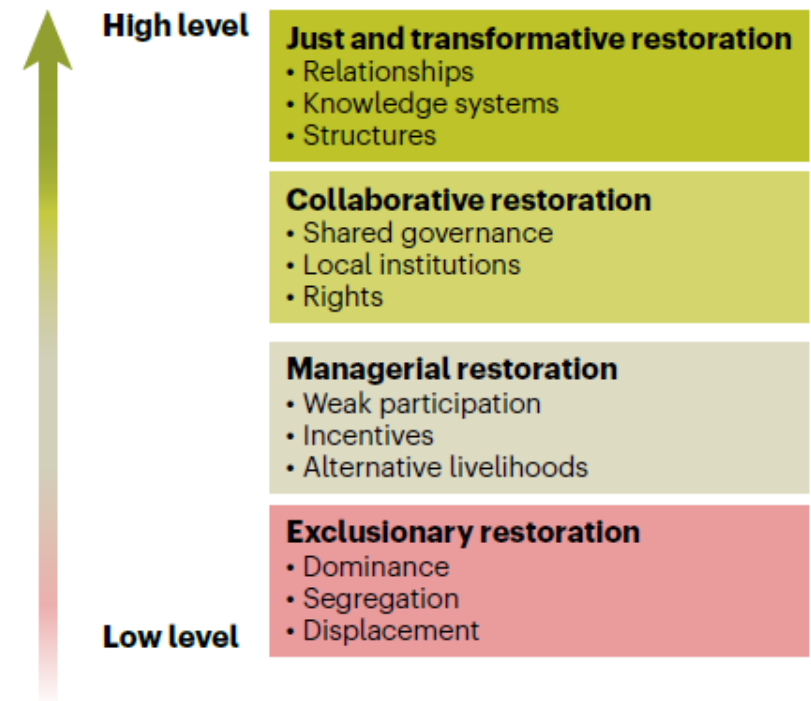 High level
Just and transformative restoration
• Relationships
• Knowledge systems
• Structures
Collaborative restoration
• Shared governance
• Local institutions
• Rights
Managerial restoration
• Weak participation
• Incentives
• Alternative livelihoods
Exclusionary restoration
• Dominance
• Segregation
• Displacement
Low level